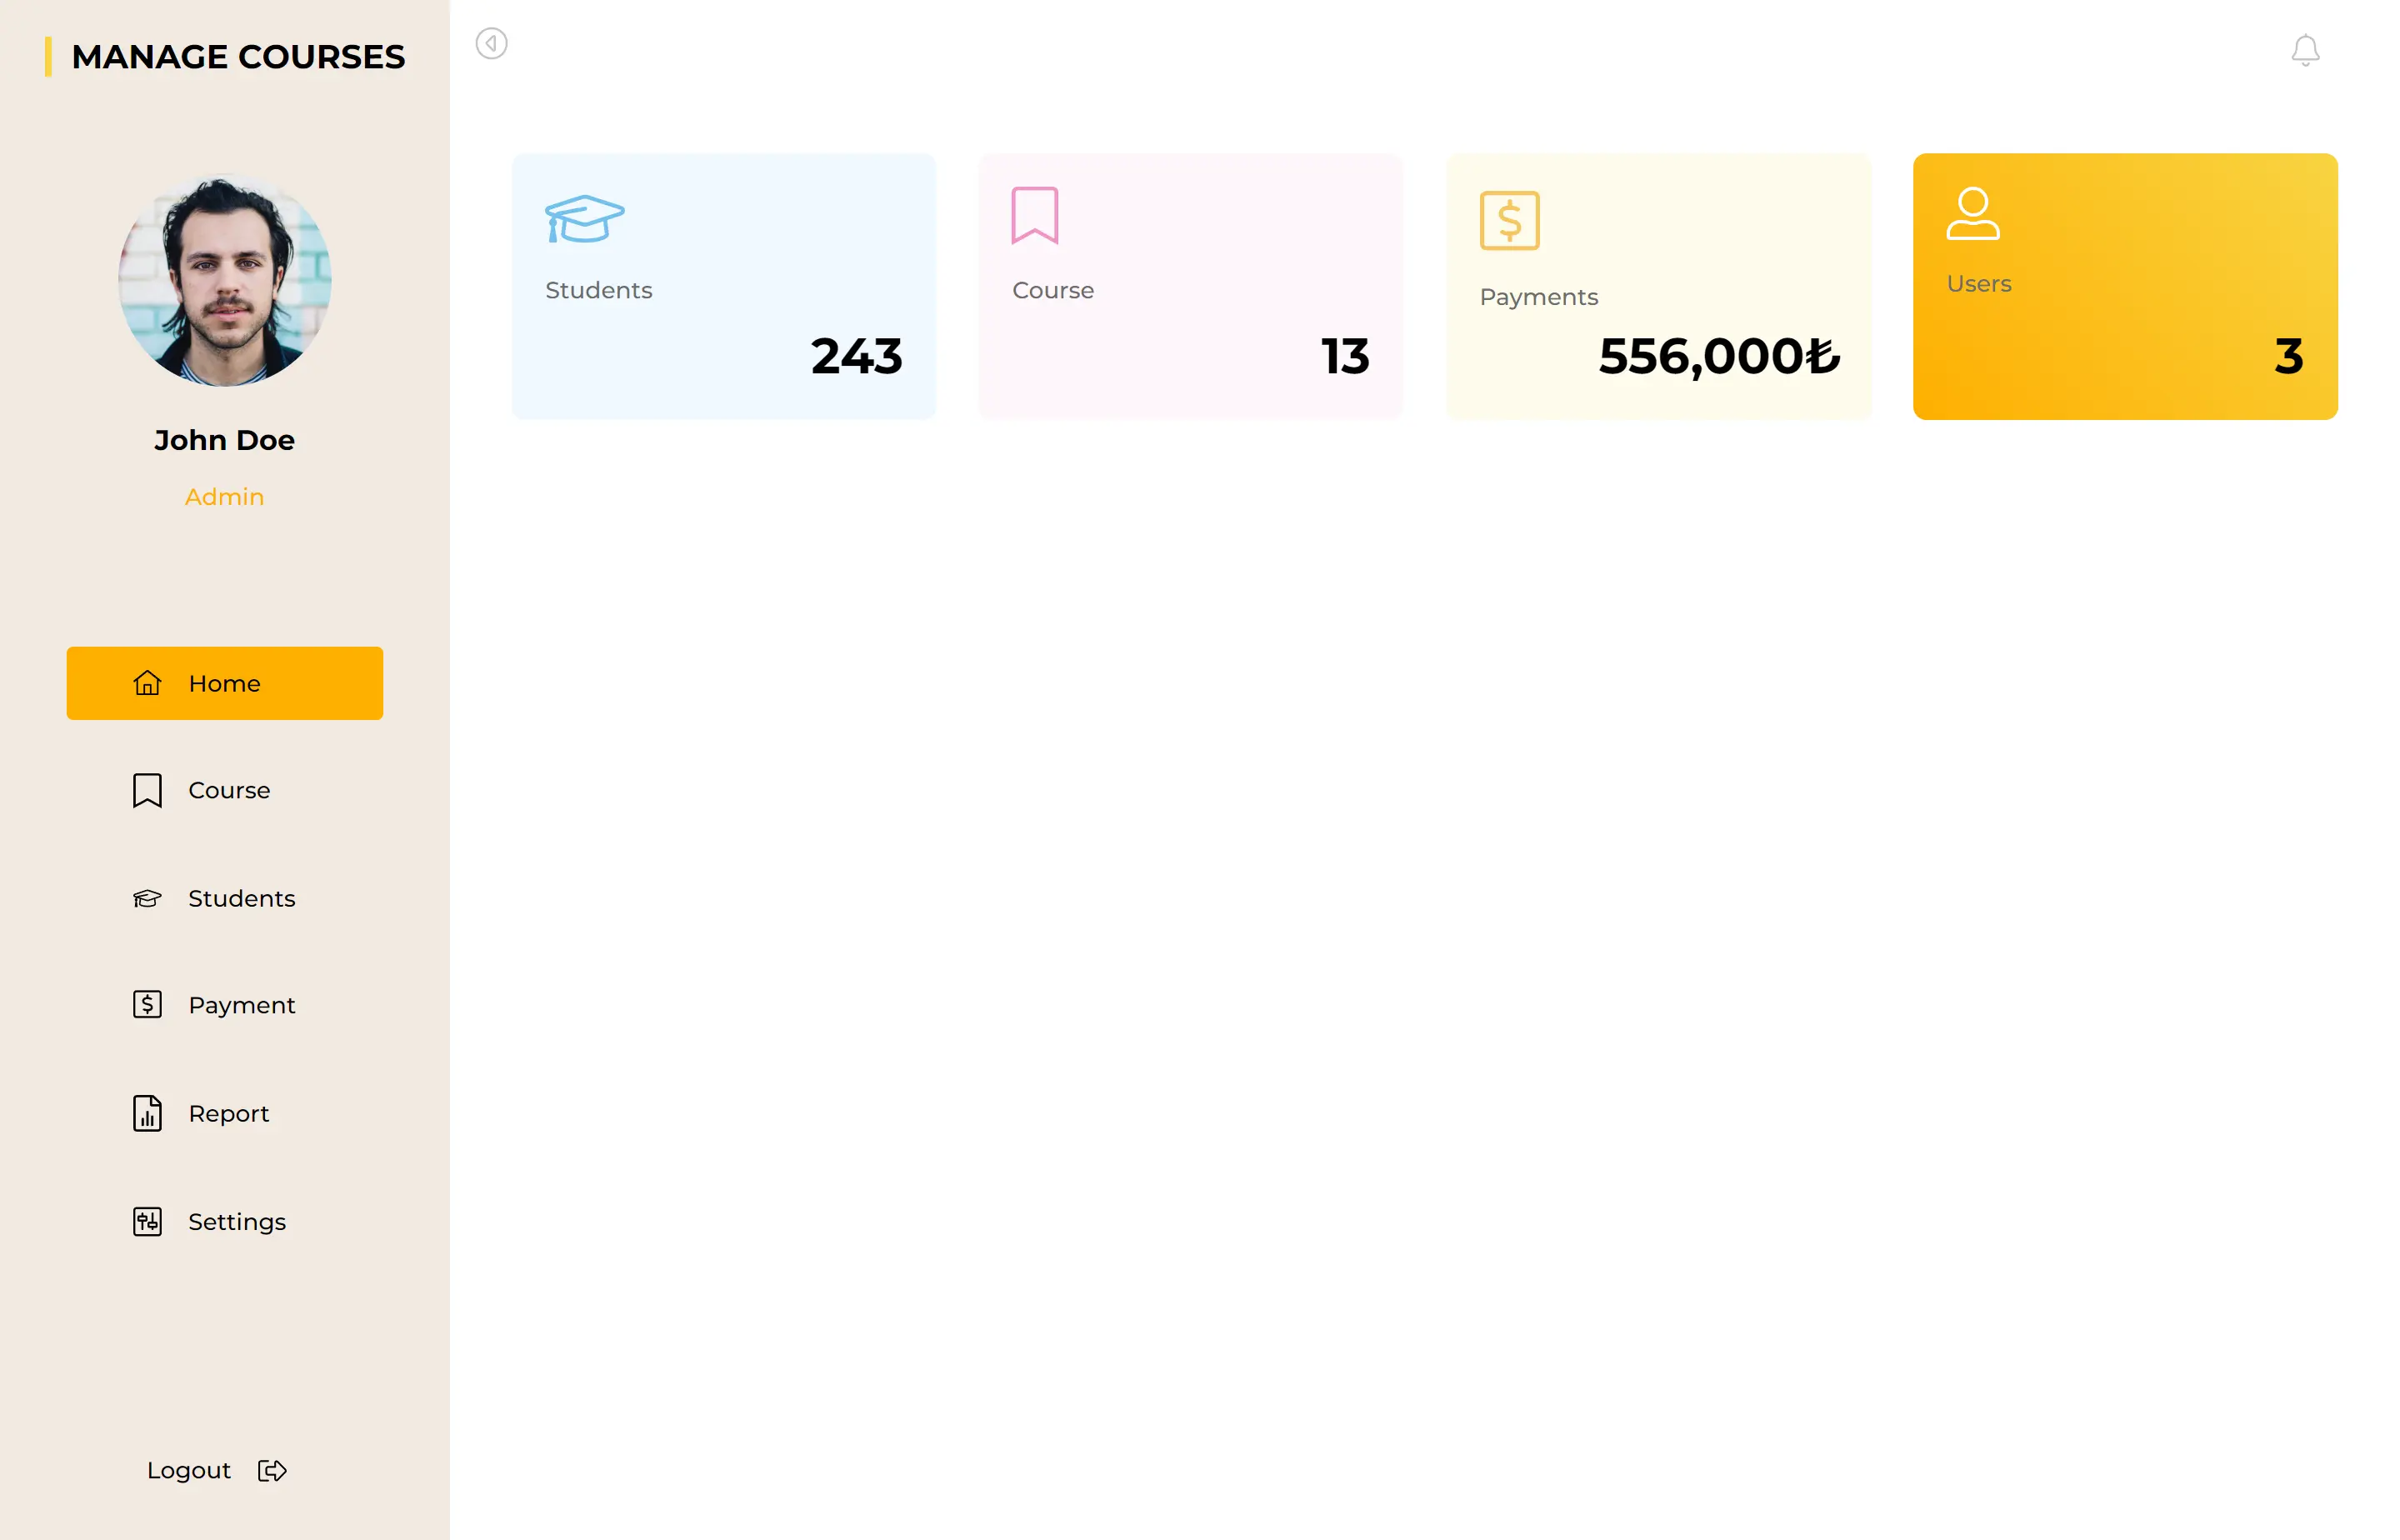 MANAGE COURSES
John Doe
Admin
Home
Course
Students
Payment
Report
Settings
Logout
Students
243
Course
13
Payments
556,000₺
Users
3